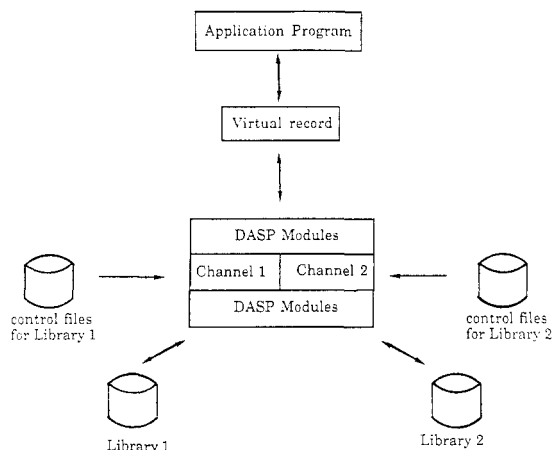 Application Program
Virtual record
DASP Modules
Channel 1
Channel 2
DASP Modules
control files
for Library 1
control files
for Library 2
Library 1
Library 2